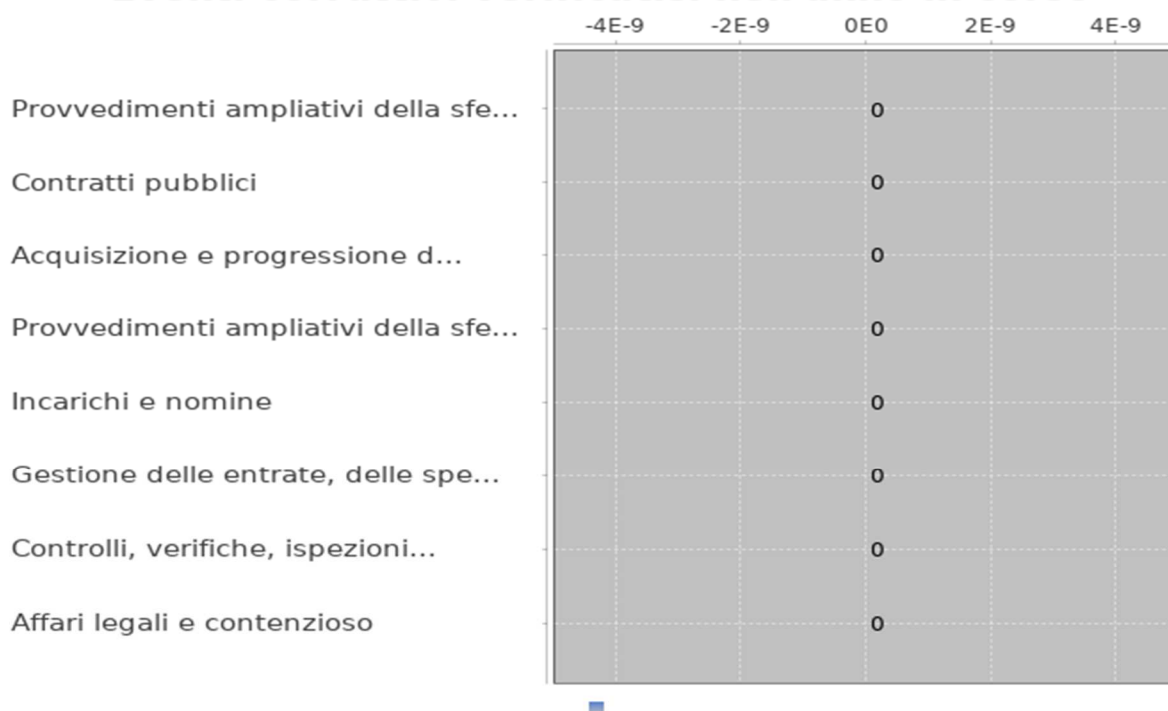 -4E-9 -2E-9 0E0 2E-9 4E-9
Provvedimenti ampliativi della sfe... 0
Contratti pubblici 0
Acquisizione e progressione d... 0
Provvedimenti ampliativi della sfe... 0
Incarichi e nomine 0
Gestione delle entrate, delle spe... 0
Controlli, verifiche, ispezioni... 0
Affari legali e contenzioso 0